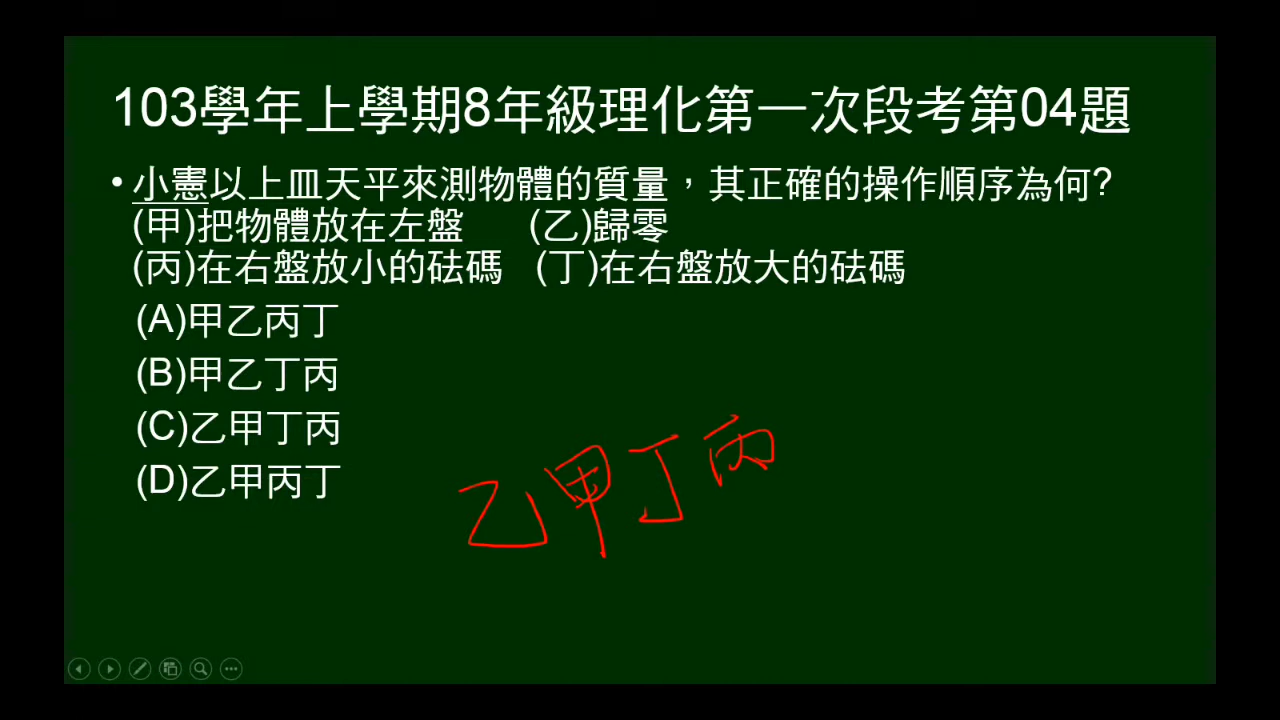 103學年上學期8年級理化第一次段考第04題
• 小憲以上皿天平來測物體的質量，其正確的操作順序為何?
(甲)把物體放在左盤 (乙)歸零
(丙)在右盤放小的砝碼 (丁)在右盤放大的砝碼
(A)甲乙丙丁
(B)甲乙丁丙
(C)乙甲丁丙
(D)乙甲丙丁
乙甲丁丙